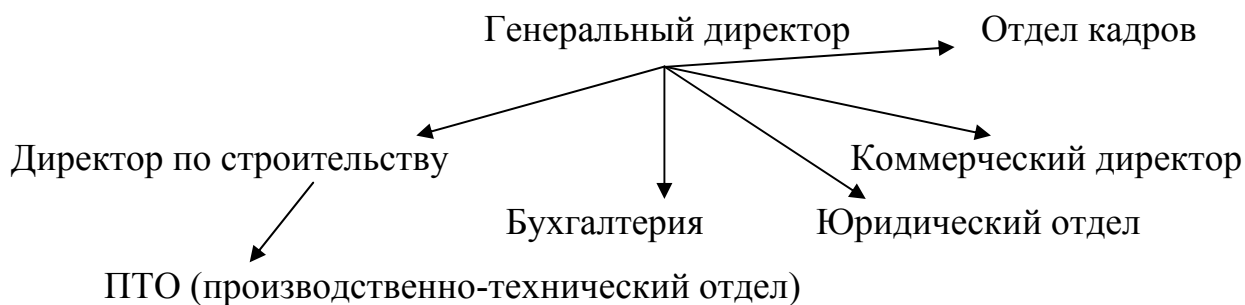 Генеральный директор
Отдел кадров
Директор по строительству
Коммерческий директор
Бухгалтерия
Юридический отдел
ПТО (производственно-технический отдел)